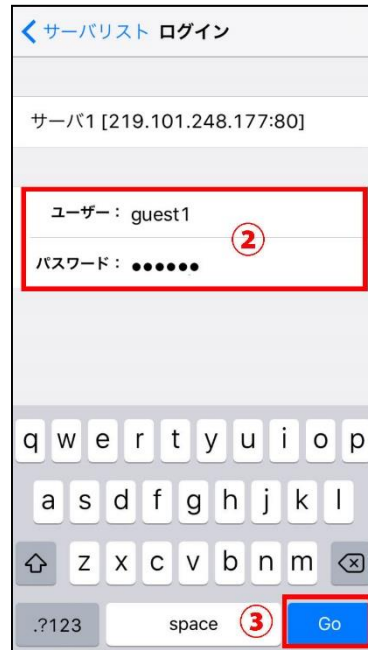 サーバリスト ログイン
サーバ1 [219.101.248.177:80]
ユーザー： guest1
②
パスワード： ●●●●●●
q w e r t y u i o p
a s d f g h j k l
z x c v b n m
.?123 space ③ Go